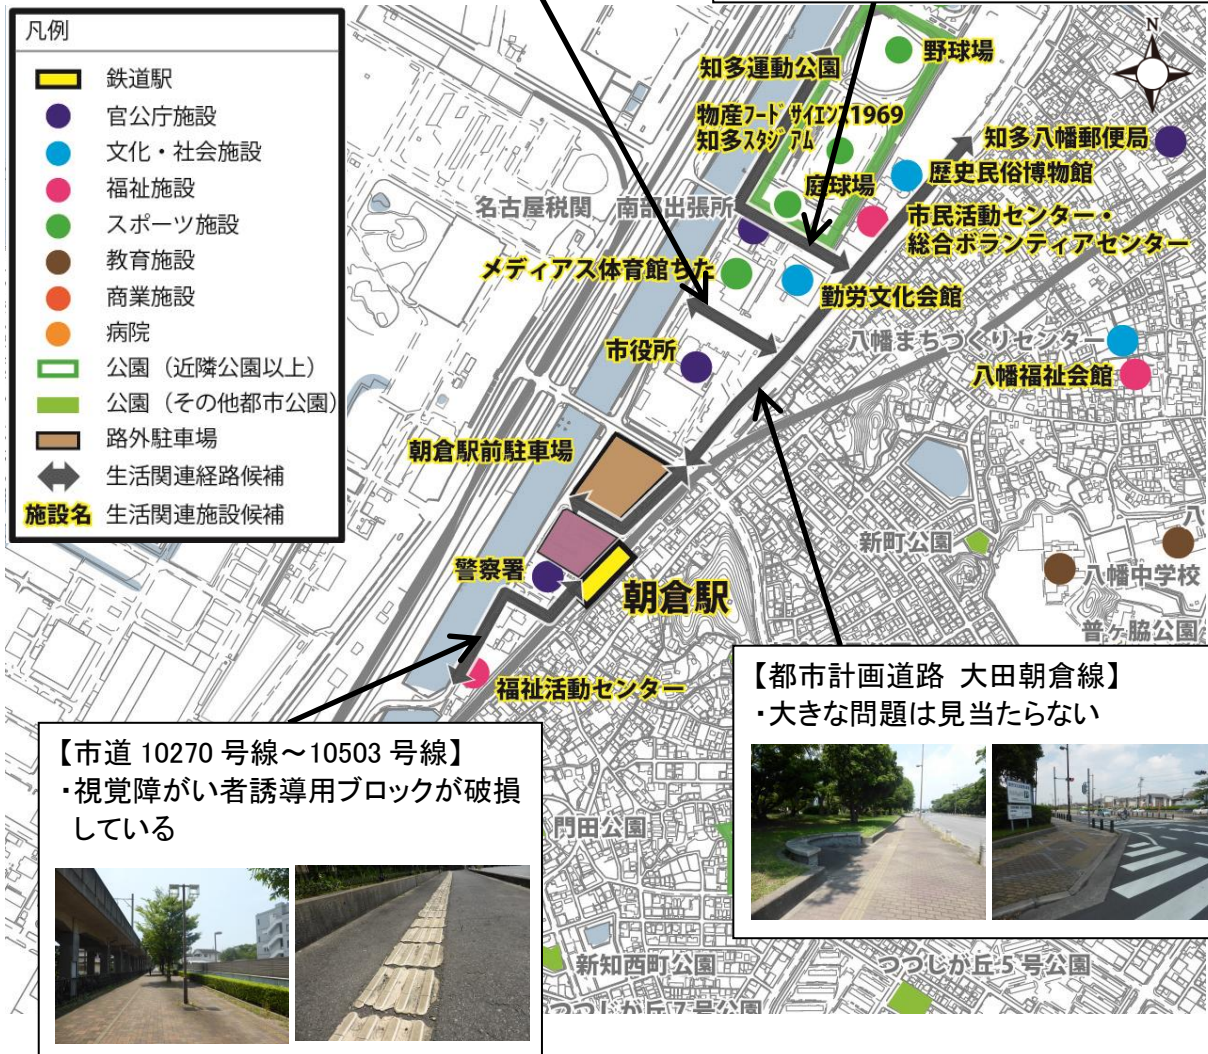 凡例
鉄道駅
官公庁施設
文化・社会施設
福祉施設
スポーツ施設
教育施設
商業施設
病院
公園（近隣公園以上）
公園（その他都市公園）
路外駐車場
生活関連経路候補
施設名 生活関連施設候補
N
野球場
知多運動公園
物産フードサイエンス1969
知多スタジアム
知多八幡郵便局
歴史民俗博物館
庭球場
名古屋税関 南部出張所
市民活動センター・
総合ボランティアセンター
メディアス体育館ちた
勤労文化会館
八幡まちづくりセンター
市役所
八幡福祉会館
朝倉駅前駐車場
新町公園
八
八幡中学校
警察署
朝倉駅
普ヶ脇公園
福祉活動センター
【都市計画道路 大田朝倉線】
・大きな問題は見当たらない
【市道 10270 号線～10503 号線】
・視覚障がい者誘導用ブロックが破損
している
門田公園
新知西町公園
つつじが丘5号公園
つつじが丘7号公園